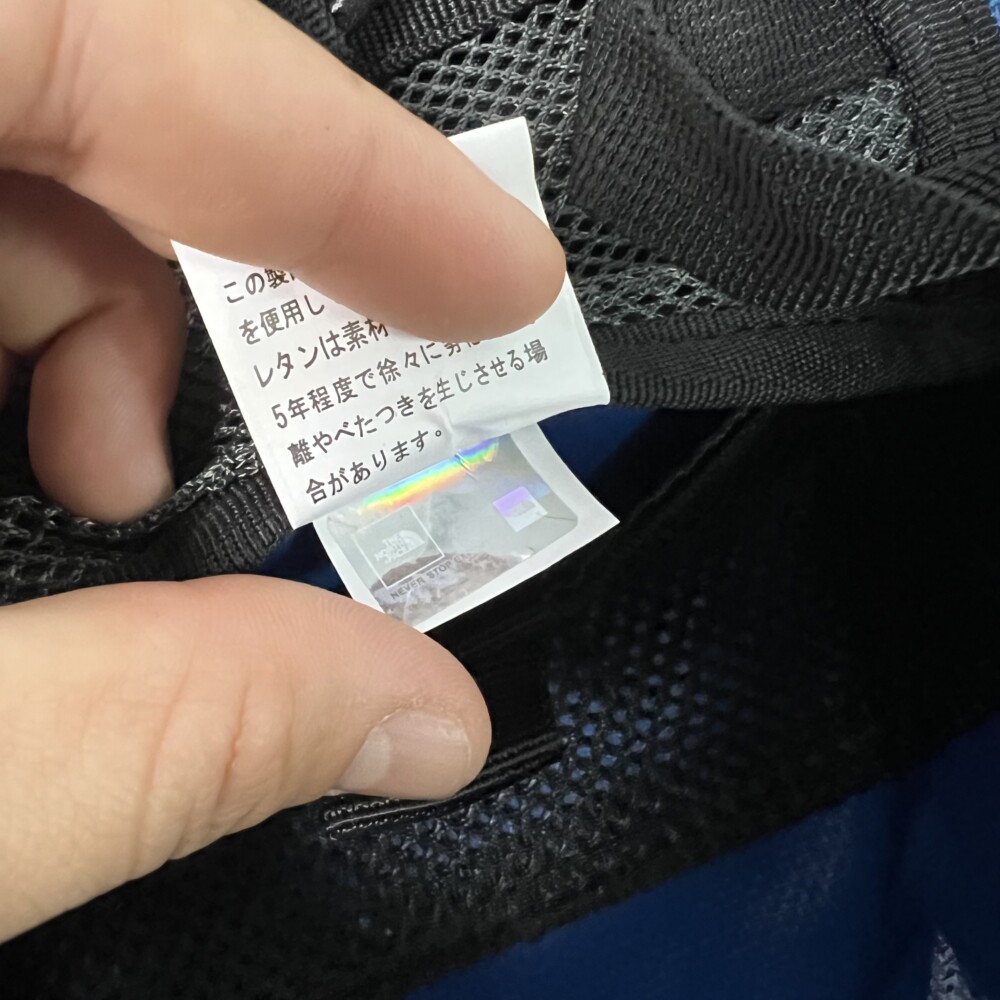 この製
を使用し
レタンは素材
5年程度で徐々に
離やべたつきを生じさせる場
合があります。
THE
NORTH
FACE
NEVER STOP